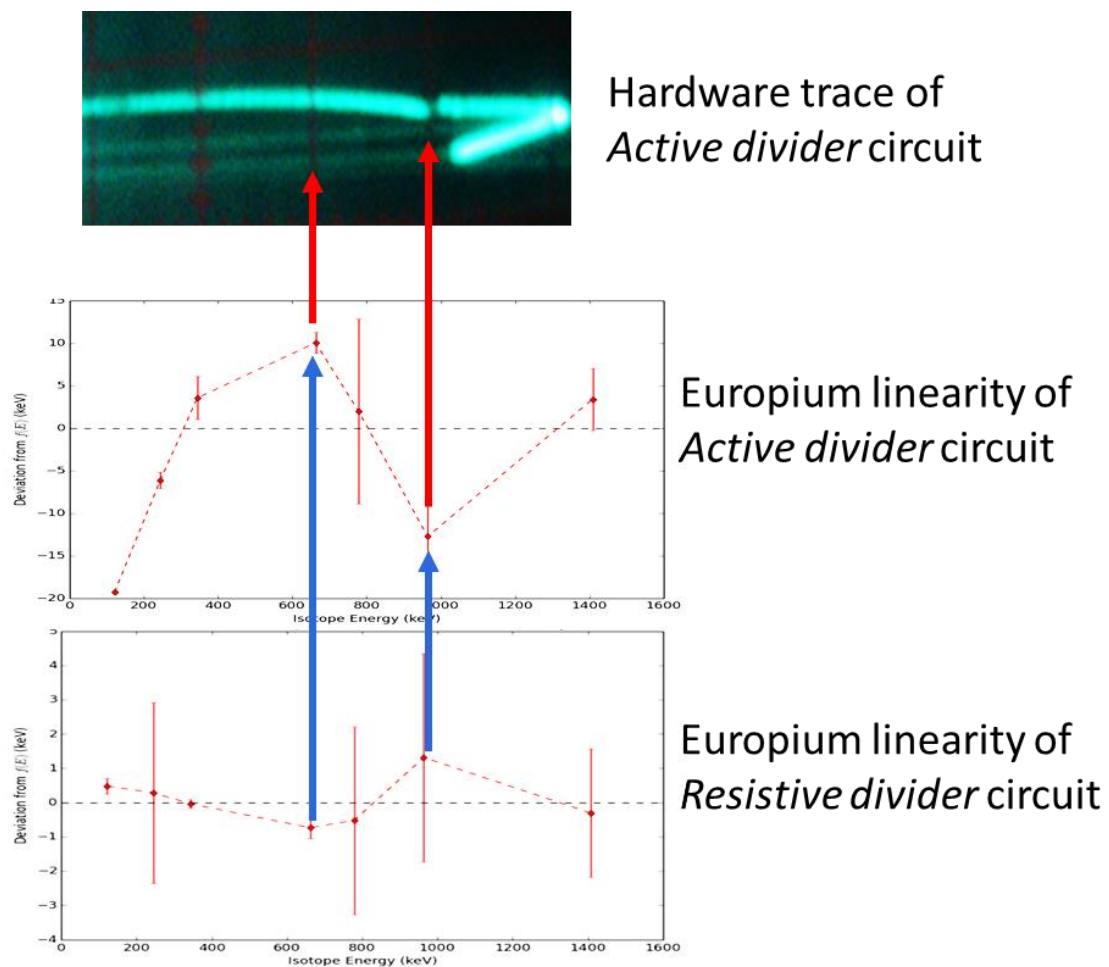 Hardware trace of
Active divider circuit
15
10
5
0
−5
−10
−15
−20
Deviation from f(E) (keV)
0 200 400 600 800 1000 1200 1400 1600
Isotope Energy (keV)
Europium linearity of
Active divider circuit
5
4
3
2
1
0
−1
−2
−3
−4
Deviation from f(E) (keV)
0 200 400 600 800 1000 1200 1400 1600
Isotope Energy (keV)
Europium linearity of
Resistive divider circuit